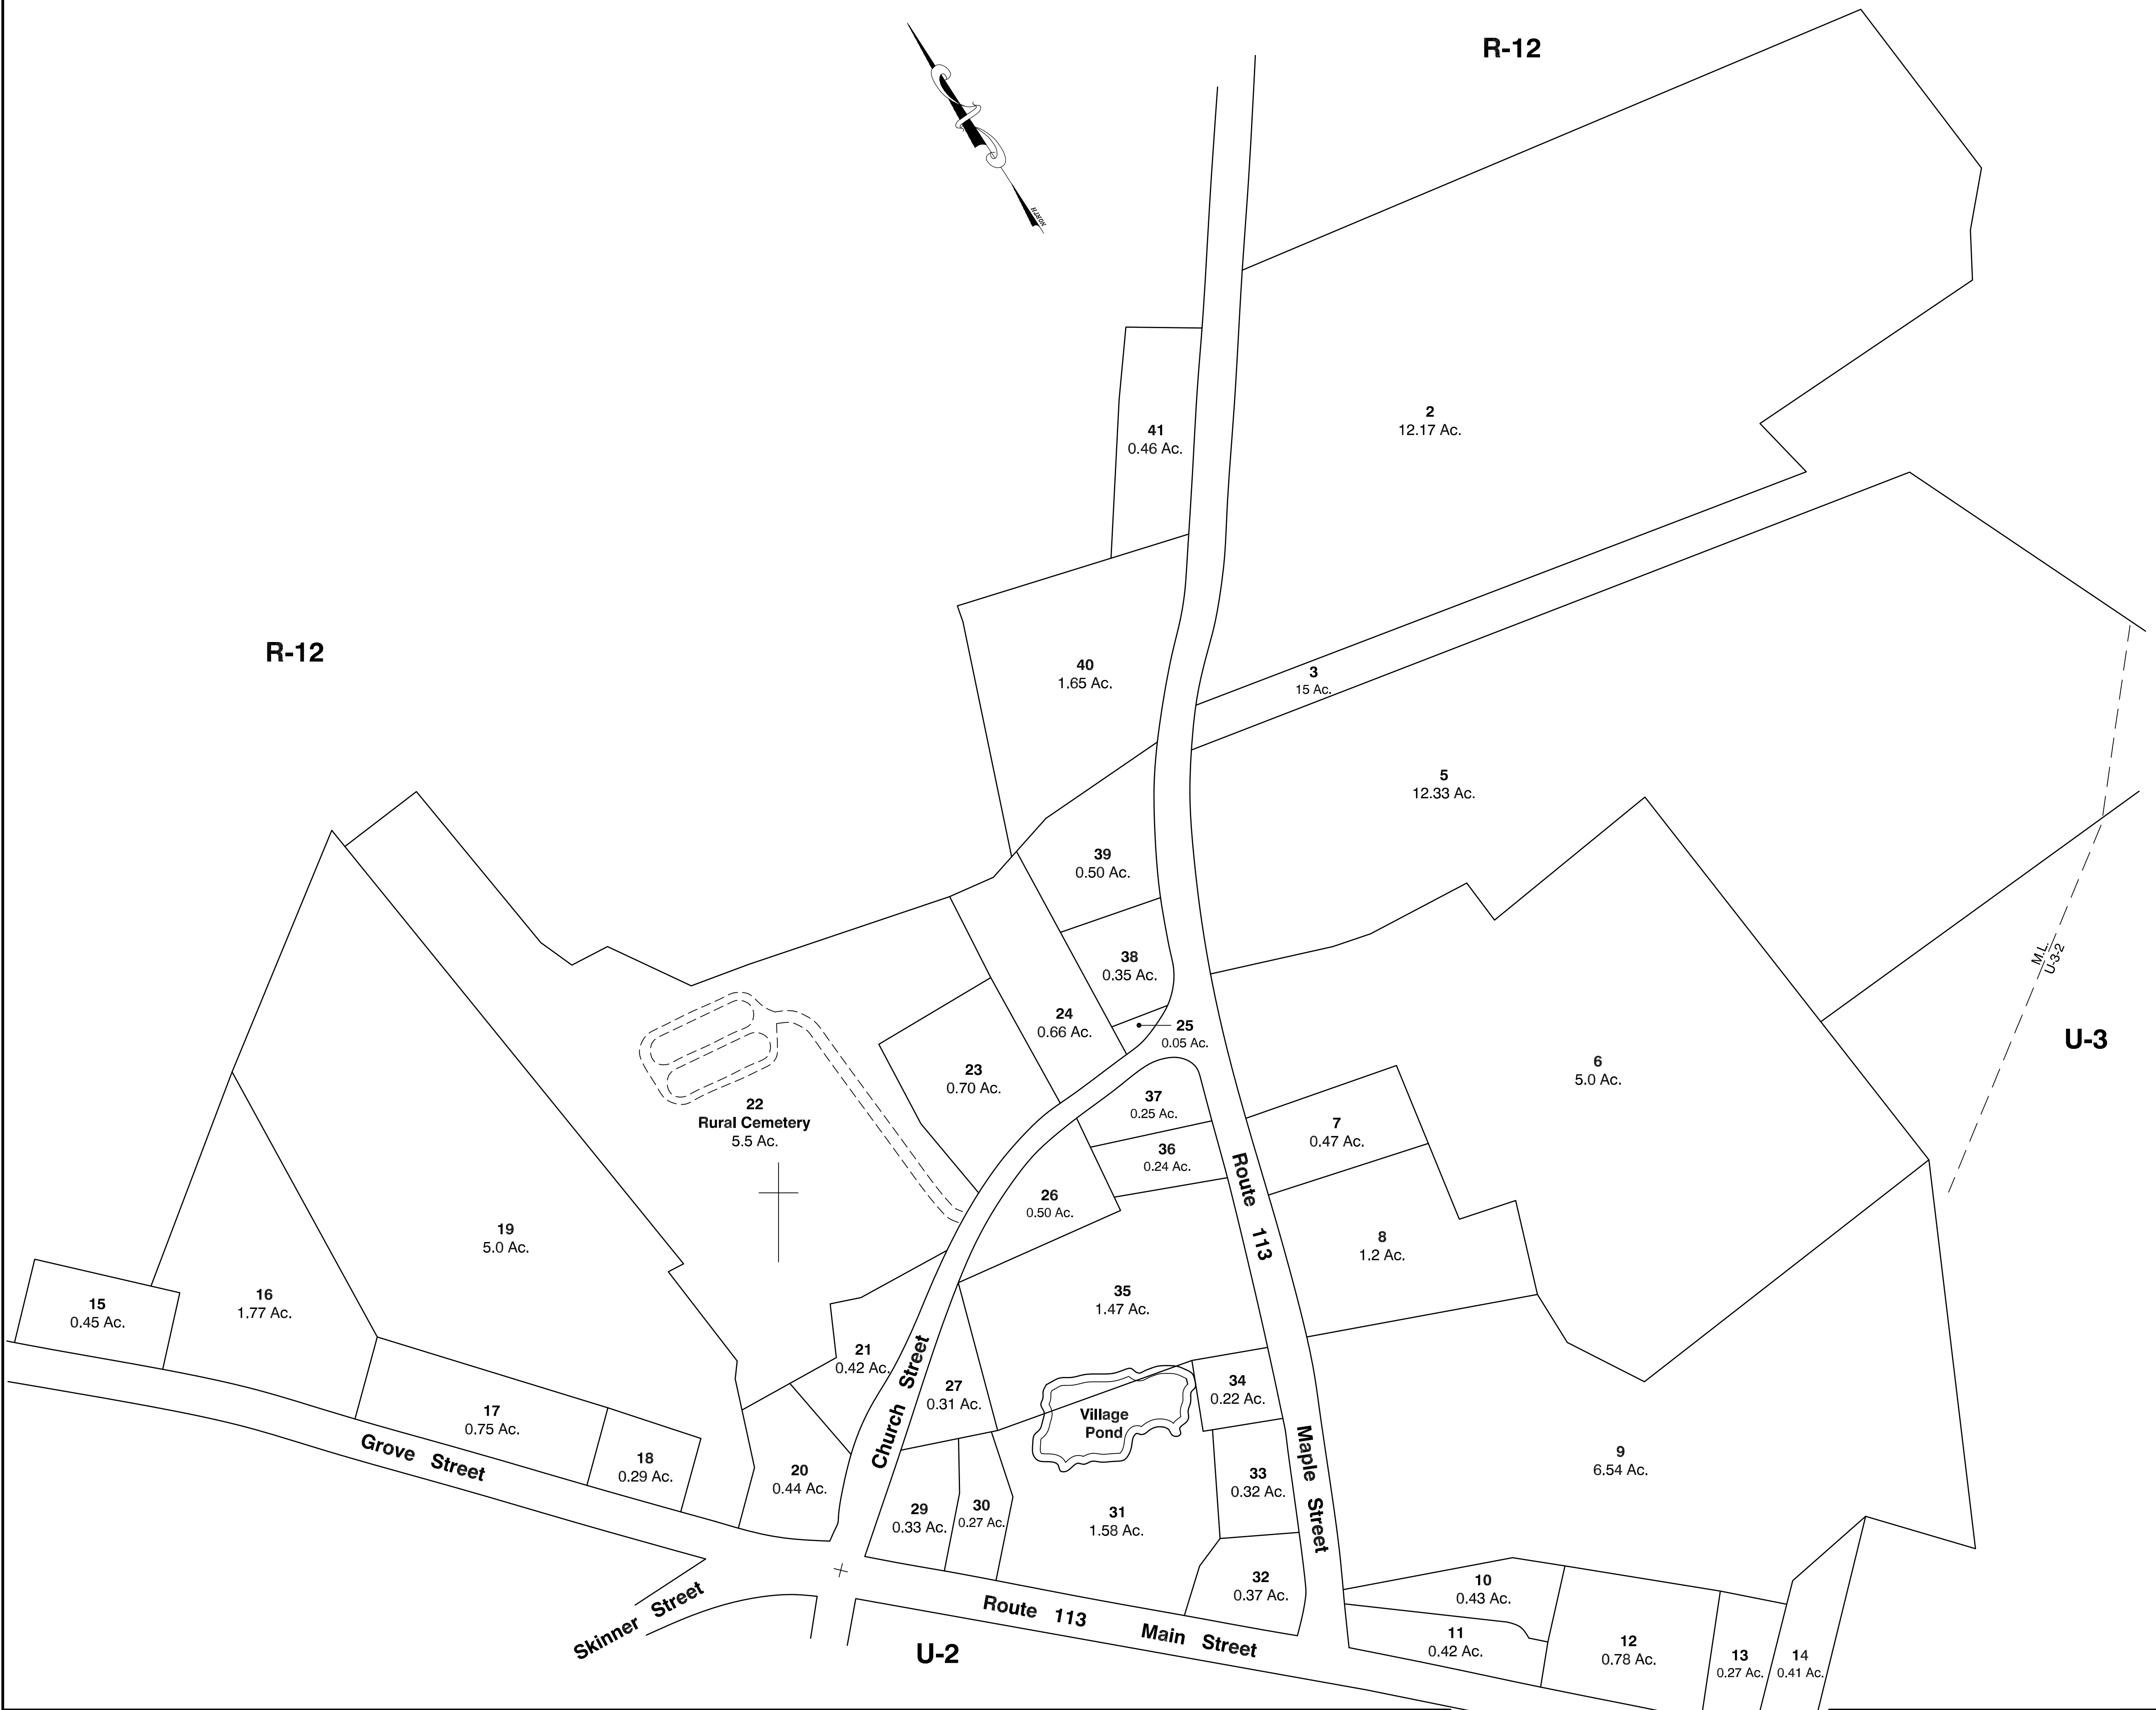 R-12
NORTH
2
12.17 Ac.
41
0.46 Ac.
R-12
40
1.65 Ac.
3
15 Ac.
5
12.33 Ac.
39
0.50 Ac.
38
0.35 Ac.
M.L.
U-3-2
24
0.66 Ac.
25
0.05 Ac.
U-3
23
0.70 Ac.
6
5.0 Ac.
22
Rural Cemetery
5.5 Ac.
37
0.25 Ac.
7
0.47 Ac.
36
0.24 Ac.
26
0.50 Ac.
Route 113
19
5.0 Ac.
8
1.2 Ac.
15
0.45 Ac.
16
1.77 Ac.
35
1.47 Ac.
21
0.42 Ac.
Church Street
27
0.31 Ac.
34
0.22 Ac.
Village
Pond
17
0.75 Ac.
Grove Street
18
0.29 Ac.
20
0.44 Ac.
33
0.32 Ac.
Maple Street
9
6.54 Ac.
29
0.33 Ac.
30
0.27 Ac.
31
1.58 Ac.
32
0.37 Ac.
10
0.43 Ac.
Skinner Street
Route 113 Main Street
11
0.42 Ac.
12
0.78 Ac.
13
0.27 Ac.
14
0.41 Ac.
U-2